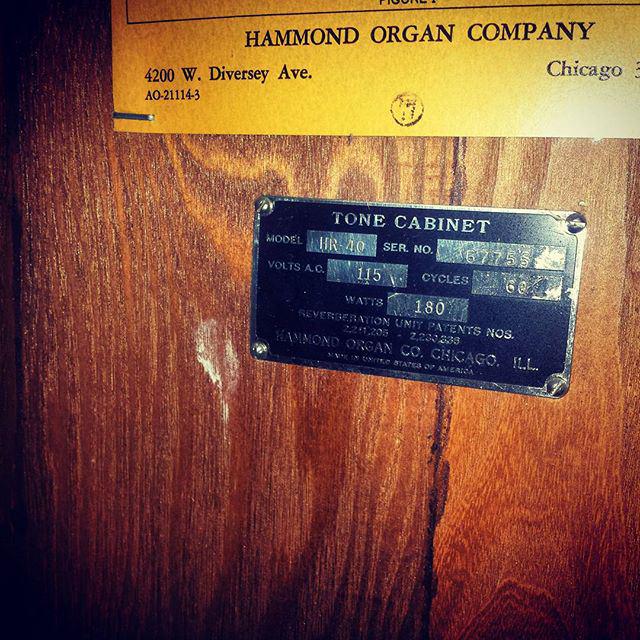 HAMMOND ORGAN COMPANY
4200 W. Diversey Ave. Chicago
AO-21114-3
TONE CABINET
MODEL HR-40 SER. NO. 67755
VOLTS A.C. 115 CYCLES 60
WATTS 180
REVERBERATION UNIT PATENTS NOS.
HAMMOND ORGAN CO. CHICAGO, ILL.
MADE IN UNITED STATES OF AMERICA